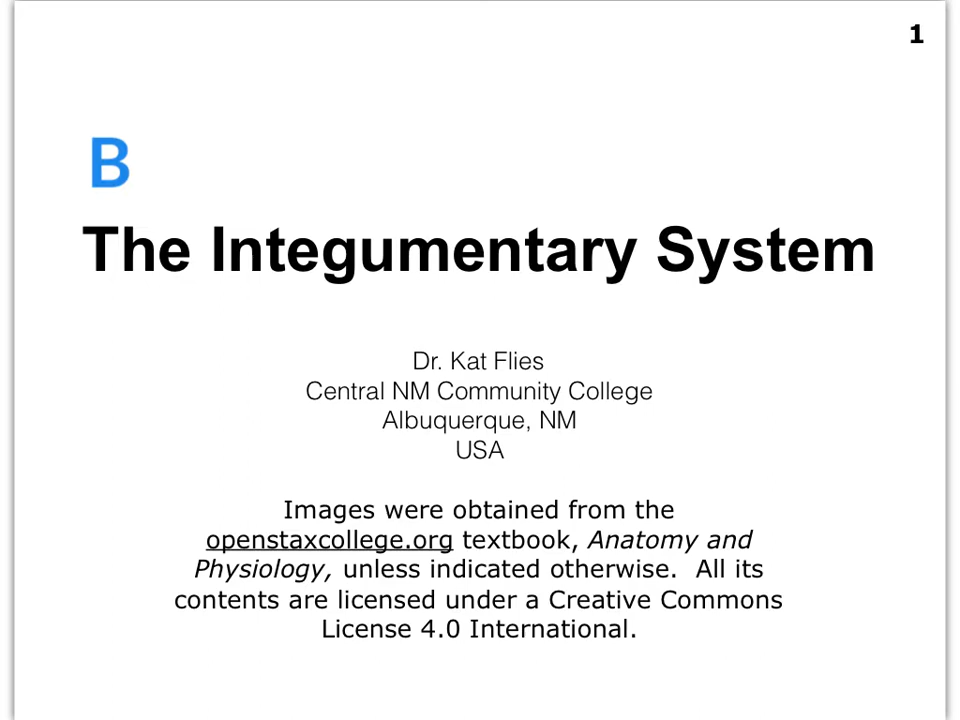 1
B
The Integumentary System
Dr. Kat Flies
Central NM Community College
Albuquerque, NM
USA
Images were obtained from the
openstaxcollege.org textbook, Anatomy and
Physiology, unless indicated otherwise.  All its
contents are licensed under a Creative Commons
License 4.0 International.